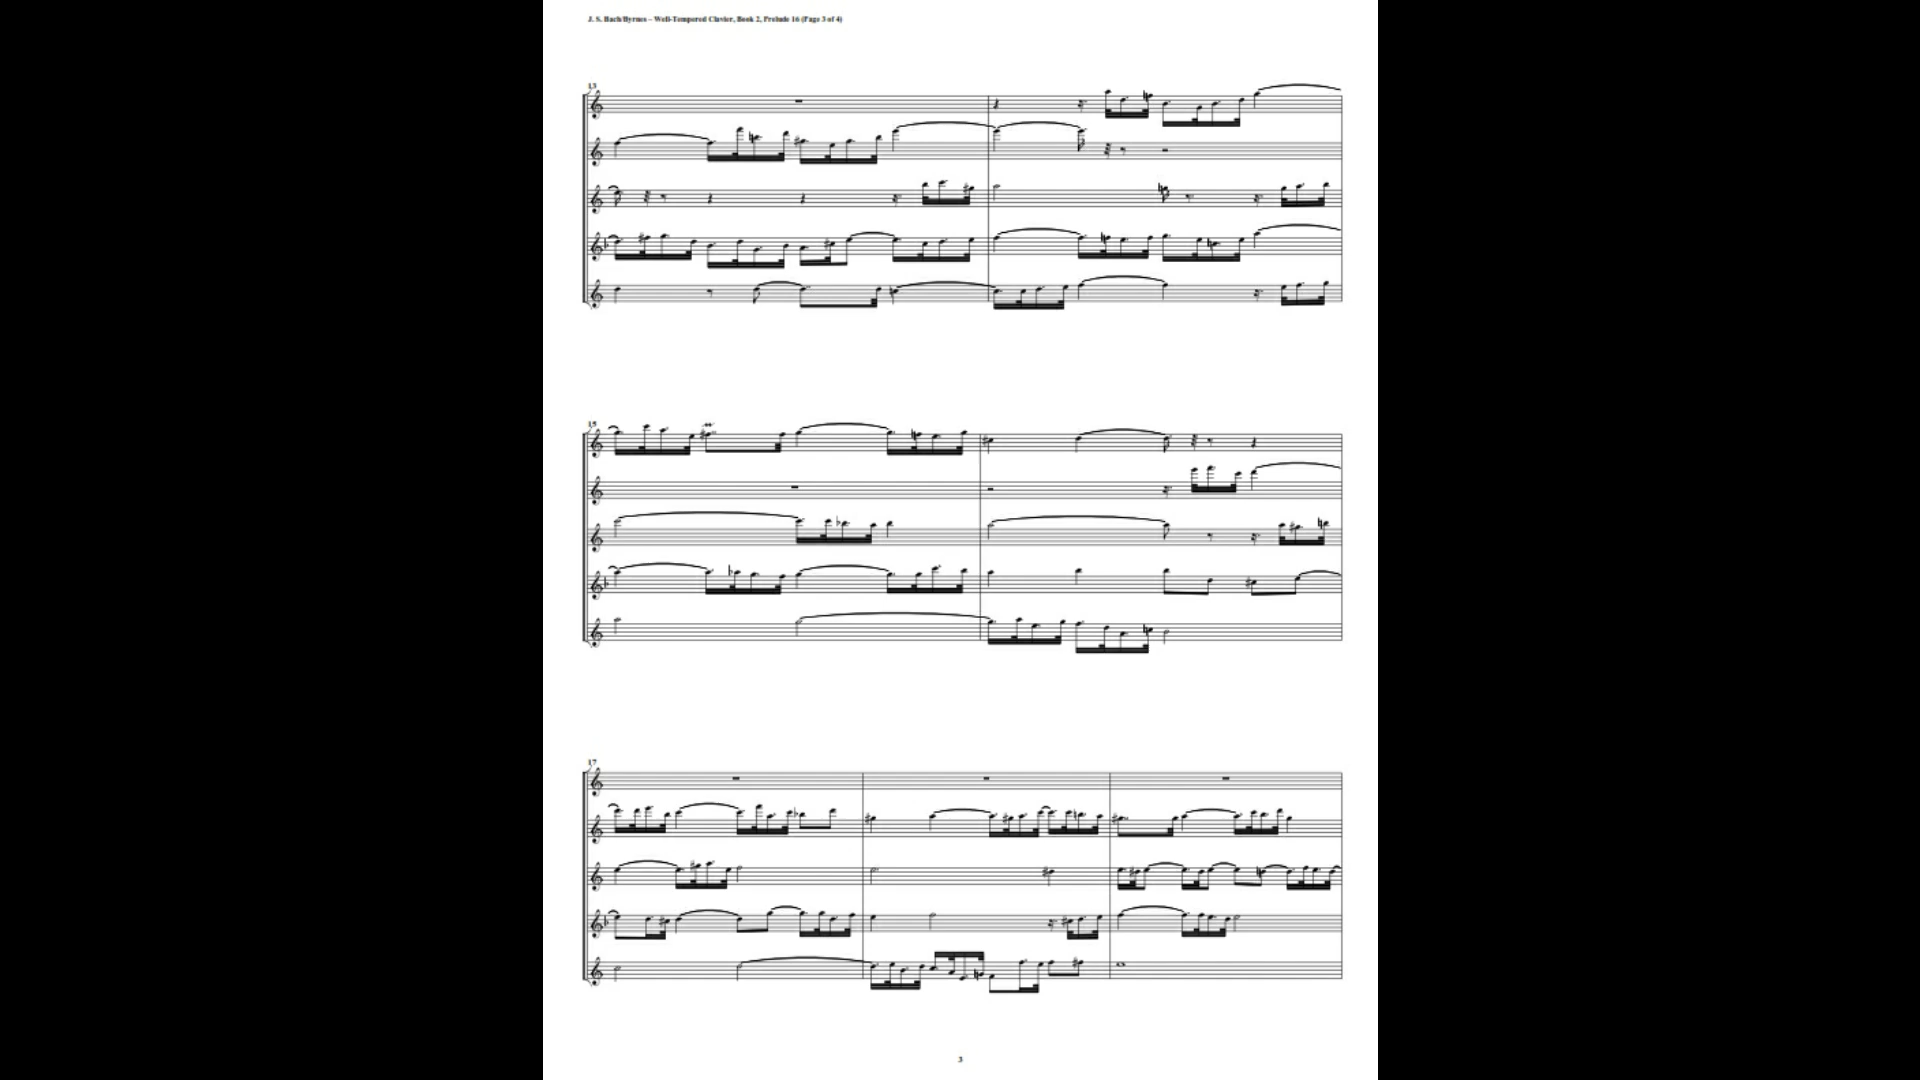 J. S. Bach/Byrnes – Well-Tempered Clavier, Book 2, Prelude 16 (Page 3 of 4)
13
15
17
3